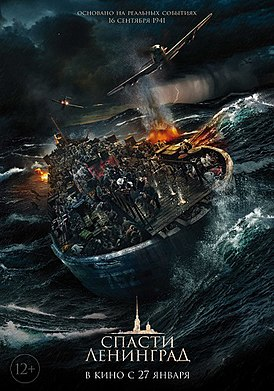 ОСНОВАНО НА РЕАЛЬНЫХ СОБЫТИЯХ
16 СЕНТЯБРЯ 1941
СПАСТИ
ЛЕНИНГРАД
12+
В КИНО С 27 ЯНВАРЯ